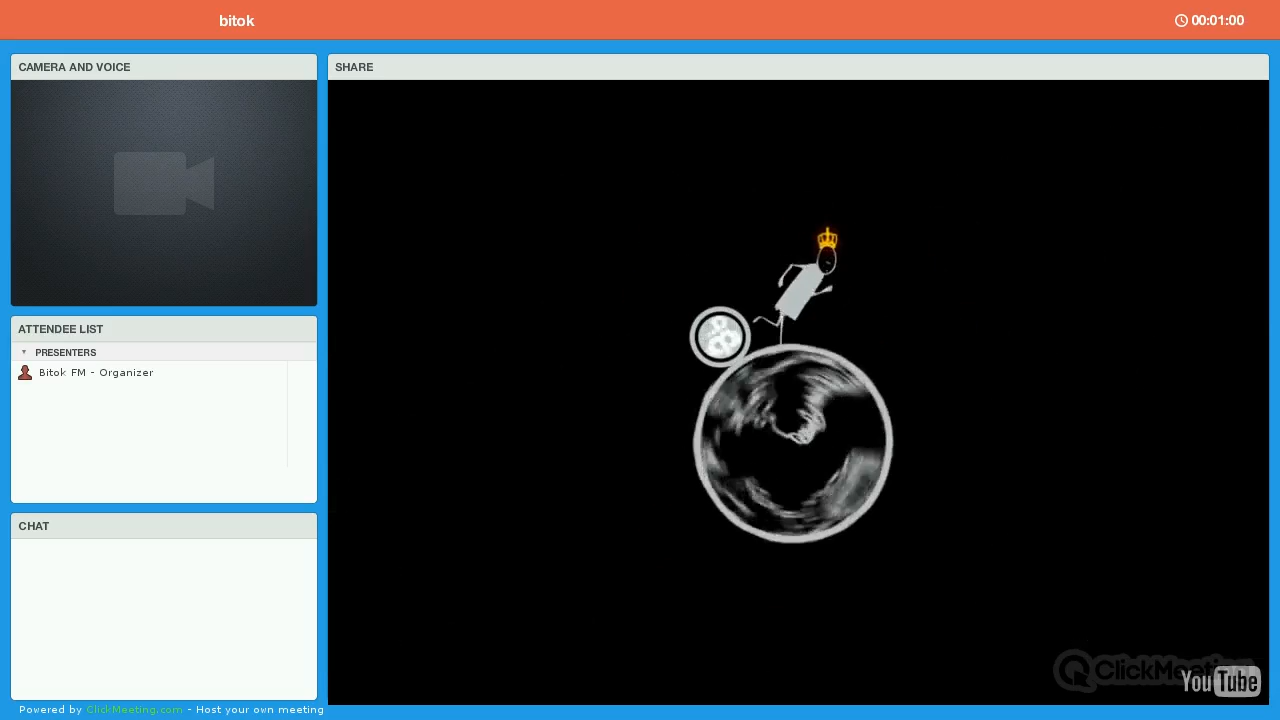 bitok
00:01:00
CAMERA AND VOICE
SHARE
ATTENDEE LIST
PRESENTERS
Bitok FM - Organizer
CHAT
ClickMeeting
YouTube
Powered by ClickMeeting.com - Host your own meeting